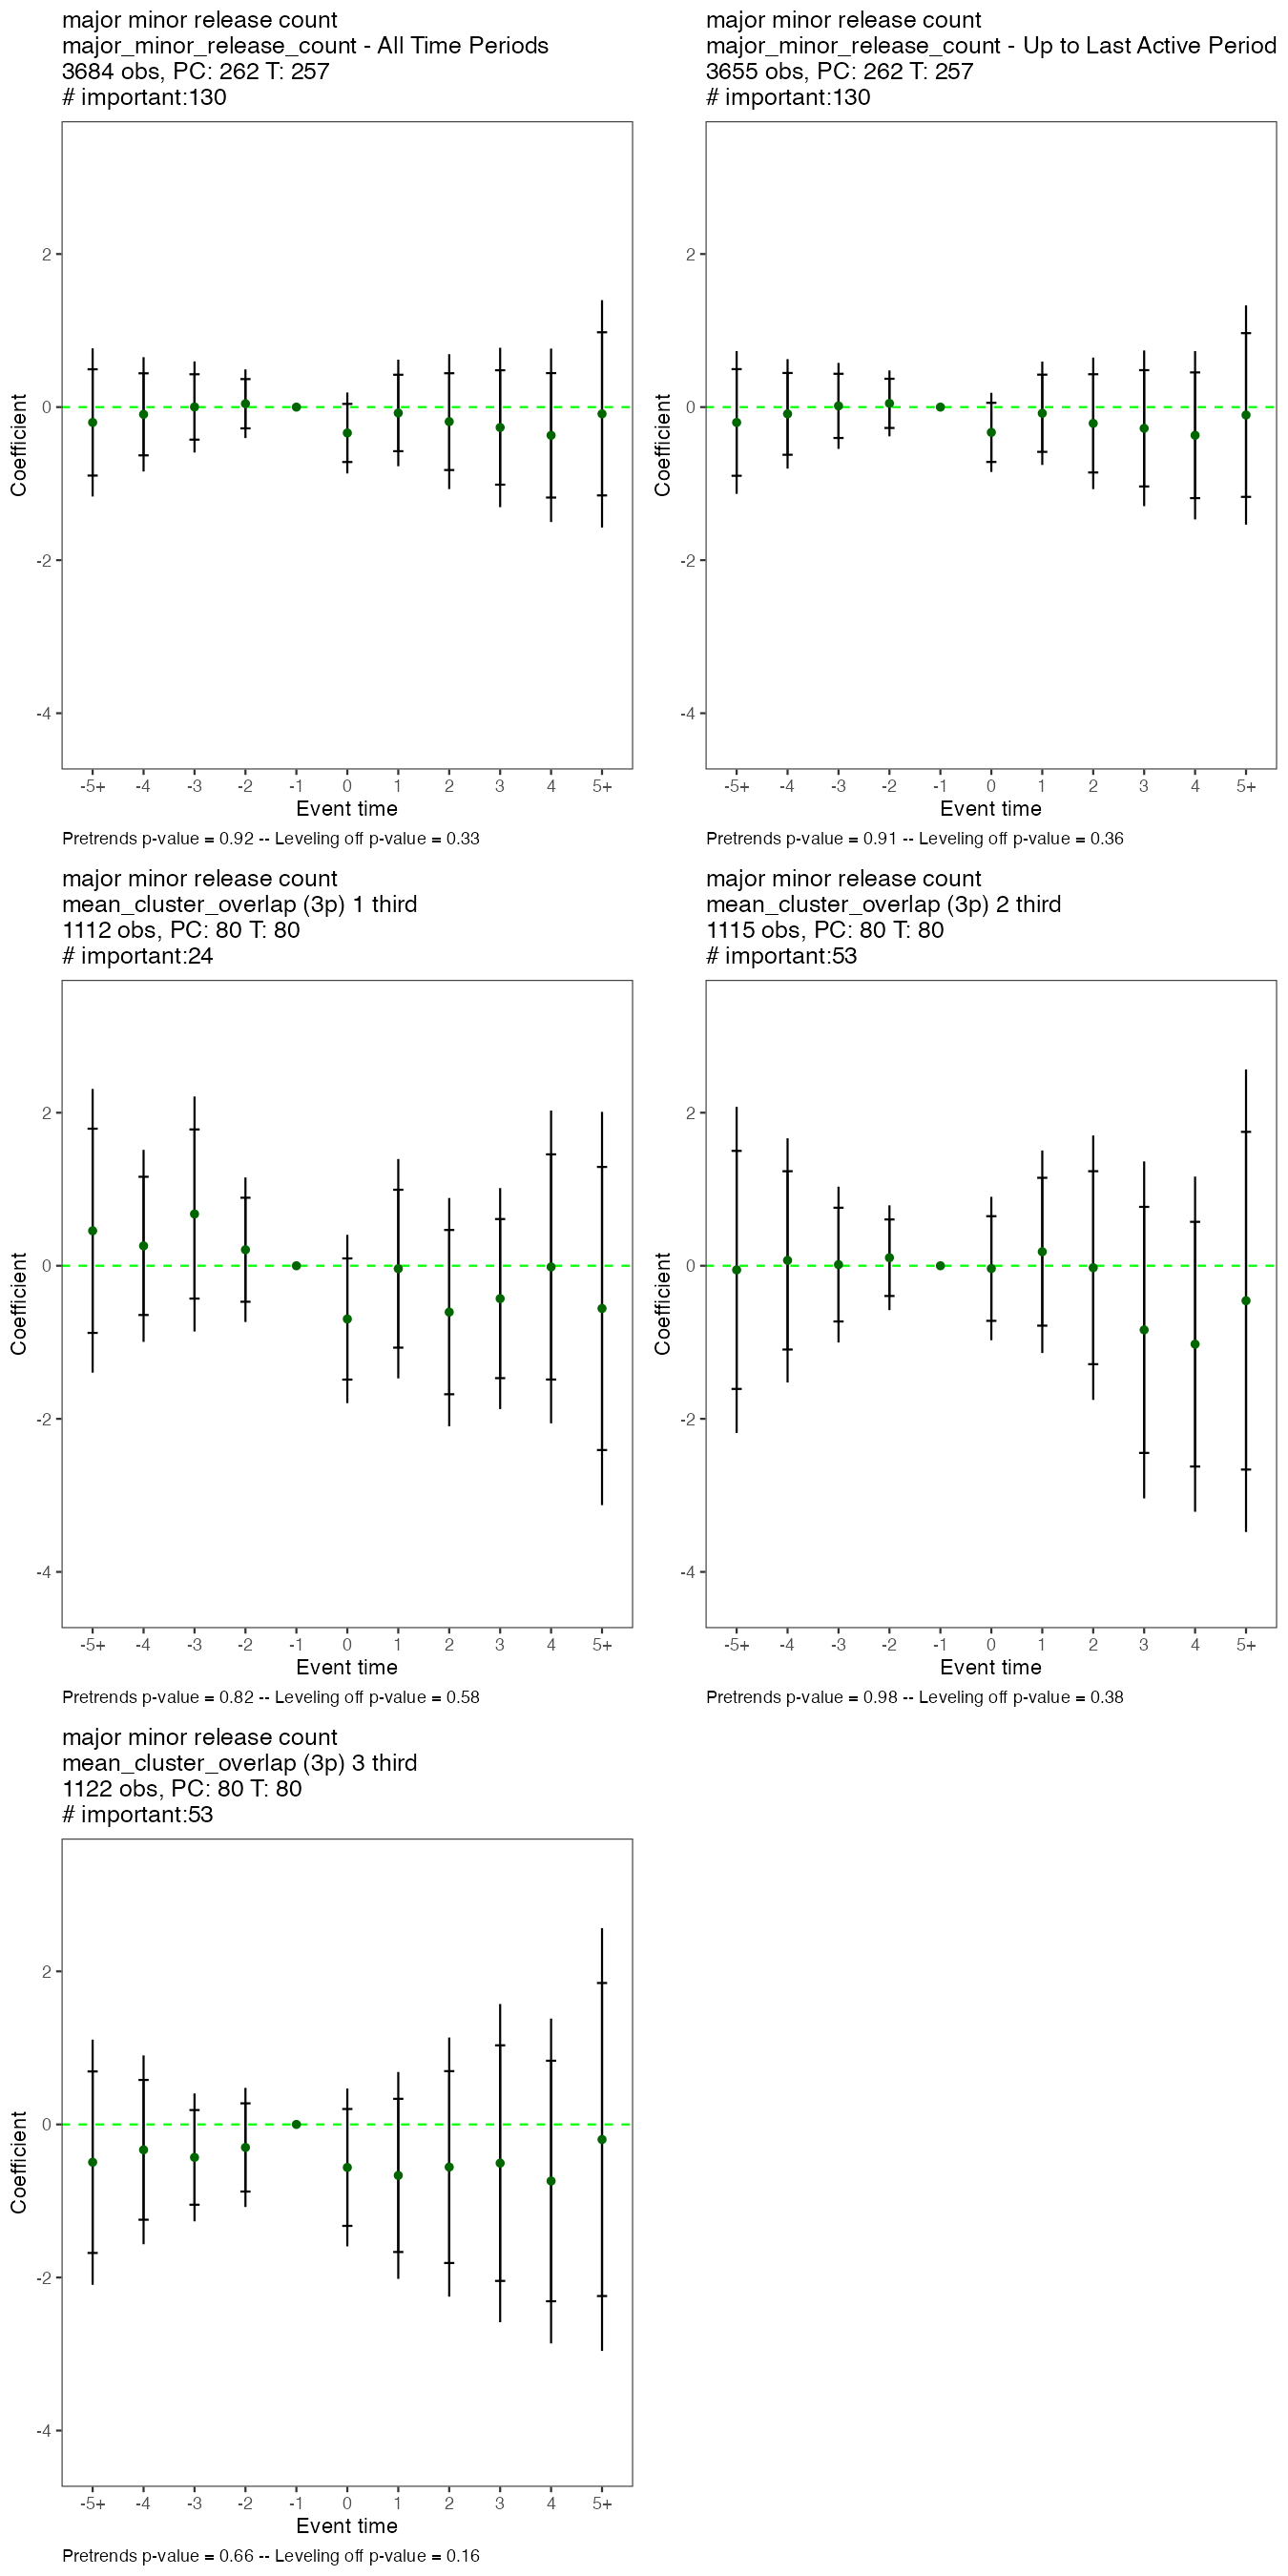 major minor release count
major_minor_release_count - All Time Periods
3684 obs, PC: 262 T: 257
# important:130
2
0
-2
-4
Coefficient
-5+ -4 -3 -2 -1 0 1 2 3 4 5+
Event time
Pretrends p-value = 0.92 -- Leveling off p-value = 0.33
major minor release count
major_minor_release_count - Up to Last Active Period
3655 obs, PC: 262 T: 257
# important:130
2
0
-2
-4
Coefficient
-5+ -4 -3 -2 -1 0 1 2 3 4 5+
Event time
Pretrends p-value = 0.91 -- Leveling off p-value = 0.36
major minor release count
mean_cluster_overlap (3p) 1 third
1112 obs, PC: 80 T: 80
# important:24
2
0
-2
-4
Coefficient
-5+ -4 -3 -2 -1 0 1 2 3 4 5+
Event time
Pretrends p-value = 0.82 -- Leveling off p-value = 0.58
major minor release count
mean_cluster_overlap (3p) 2 third
1115 obs, PC: 80 T: 80
# important:53
2
0
-2
-4
Coefficient
-5+ -4 -3 -2 -1 0 1 2 3 4 5+
Event time
Pretrends p-value = 0.98 -- Leveling off p-value = 0.38
major minor release count
mean_cluster_overlap (3p) 3 third
1122 obs, PC: 80 T: 80
# important:53
2
0
-2
-4
Coefficient
-5+ -4 -3 -2 -1 0 1 2 3 4 5+
Event time
Pretrends p-value = 0.66 -- Leveling off p-value = 0.16